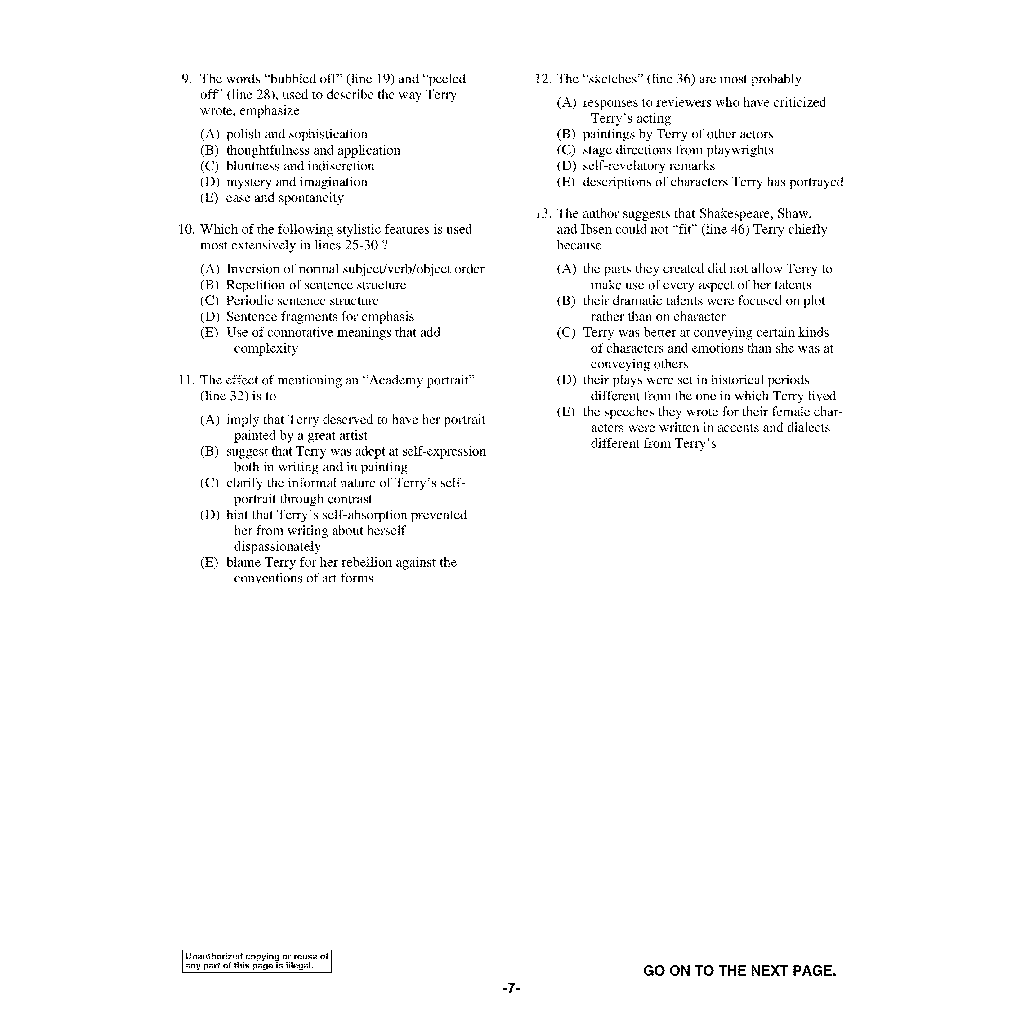 9. The words “bubbled off” (line 19) and “peeled
off” (line 28), used to describe the way Terry
wrote, emphasize
(A) polish and sophistication
(B) thoughtfulness and application
(C) bluntness and indiscretion
(D) mystery and imagination
(E) ease and spontaneity
10. Which of the following stylistic features is used
most extensively in lines 25-30 ?
(A) Inversion of normal subject/verb/object order
(B) Repetition of sentence structure
(C) Periodic sentence structure
(D) Sentence fragments for emphasis
(E) Use of connotative meanings that add
complexity
11. The effect of mentioning an “Academy portrait”
(line 32) is to
(A) imply that Terry deserved to have her portrait
painted by a great artist
(B) suggest that Terry was adept at self-expression
both in writing and in painting
(C) clarify the informal nature of Terry’s self-
portrait through contrast
(D) hint that Terry’s self-absorption prevented
her from writing about herself
dispassionately
(E) blame Terry for her rebellion against the
conventions of art forms
12. The “sketches” (line 36) are most probably
(A) responses to reviewers who have criticized
Terry’s acting
(B) paintings by Terry of other actors
(C) stage directions from playwrights
(D) self-revelatory remarks
(E) descriptions of characters Terry has portrayed
13. The author suggests that Shakespeare, Shaw,
and Ibsen could not “fit” (line 46) Terry chiefly
because
(A) the parts they created did not allow Terry to
make use of every aspect of her talents
(B) their dramatic talents were focused on plot
rather than on character
(C) Terry was better at conveying certain kinds
of characters and emotions than she was at
conveying others
(D) their plays were set in historical periods
different from the one in which Terry lived
(E) the speeches they wrote for their female char-
acters were written in accents and dialects
different from Terry’s
Unauthorized copying or reuse of
any part of this page is illegal.
GO ON TO THE NEXT PAGE.
-7-